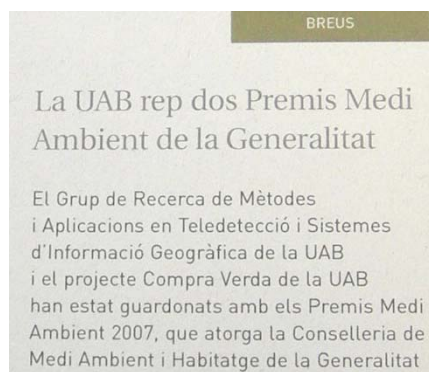 BREUS
La UAB rep dos Premis Medi
Ambient de la Generalitat
El Grup de Recerca de Mètodes
i Aplicacions en Teledetecció i Sistemes
d'Informació Geogràfica de la UAB
i el projecte Compra Verda de la UAB
han estat guardonats amb els Premis Medi
Ambient 2007, que atorga la Conselleria de
Medi Ambient i Habitatge de la Generalitat